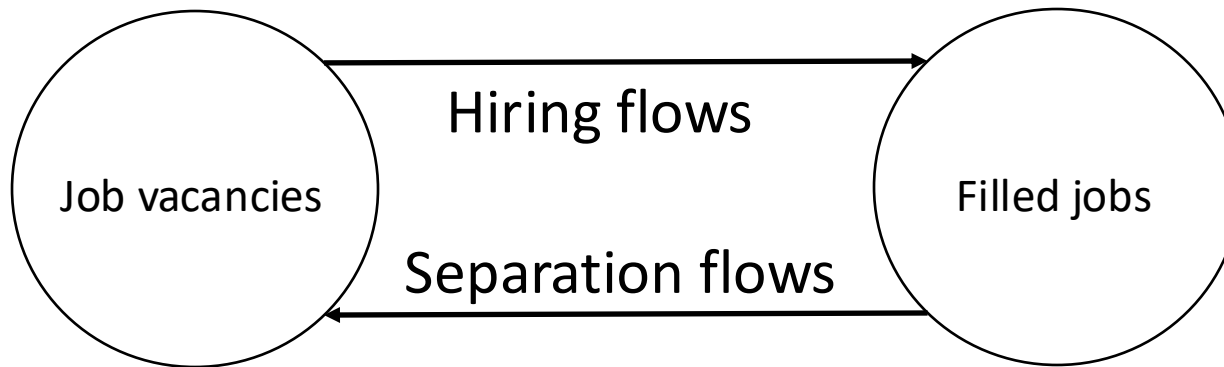 Hiring flows
Job vacancies
Filled jobs
Separation flows